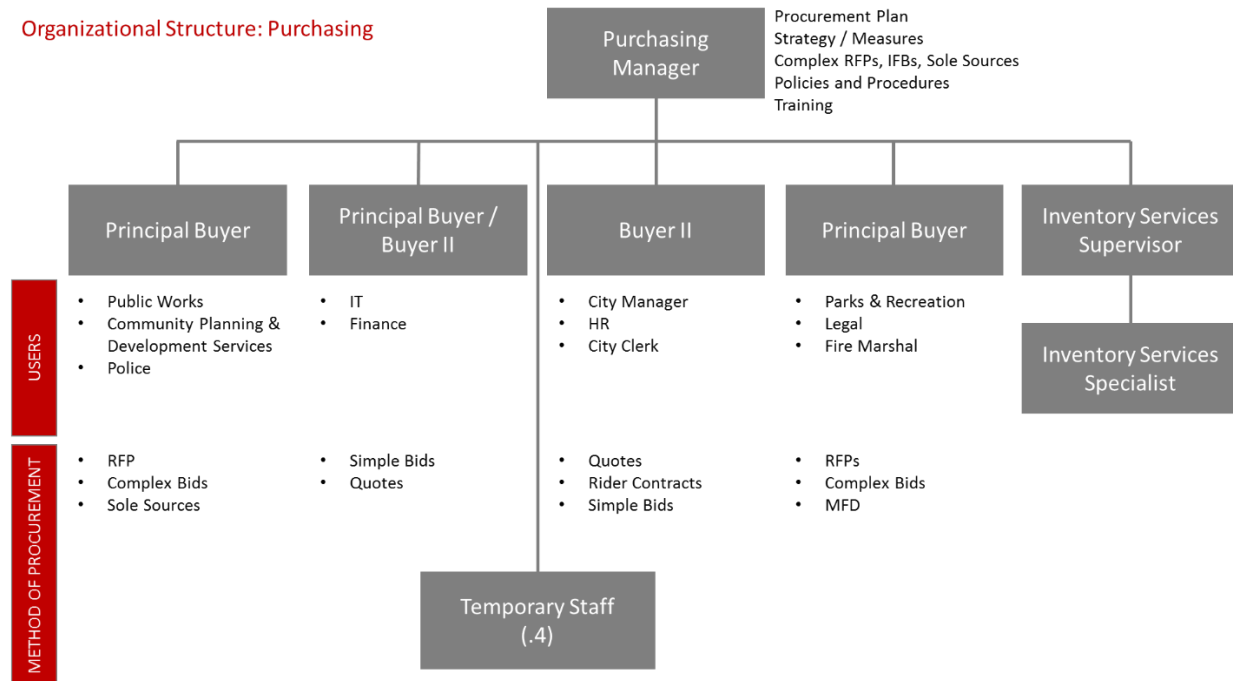 Organizational Structure: Purchasing
Purchasing
Manager
Procurement Plan
Strategy / Measures
Complex RFPs, IFBs, Sole Sources
Policies and Procedures
Training
Principal Buyer
Principal Buyer /
Buyer II
Buyer II
Principal Buyer
Inventory Services
Supervisor
USERS
• Public Works
• Community Planning &
Development Services
• Police
• IT
• Finance
• City Manager
• HR
• City Clerk
• Parks & Recreation
• Legal
• Fire Marshal
Inventory Services
Specialist
METHOD OF PROCUREMENT
• RFP
• Complex Bids
• Sole Sources
• Simple Bids
• Quotes
• Quotes
• Rider Contracts
• Simple Bids
• RFPs
• Complex Bids
• MFD
Temporary Staff
(.4)